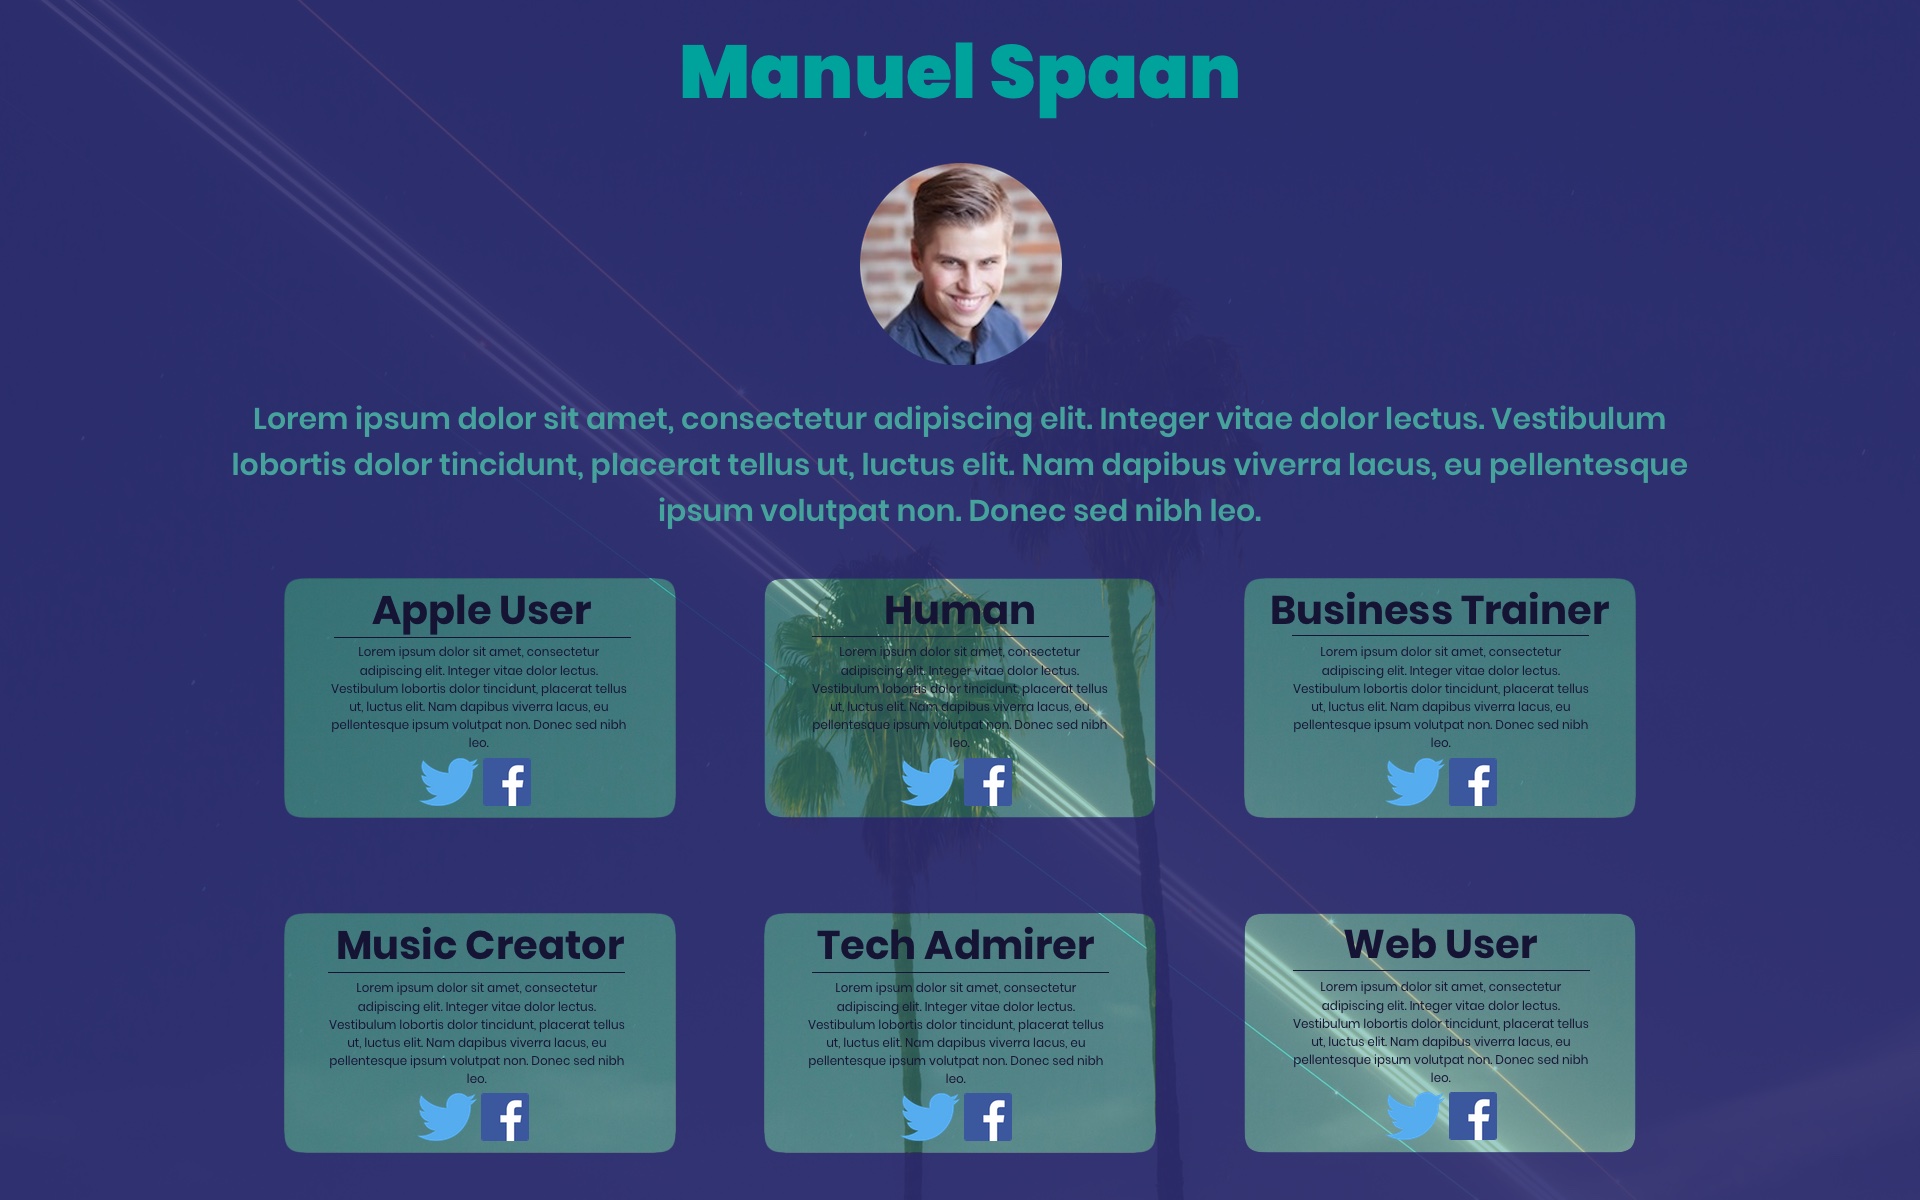 Manuel Spaan
Lorem ipsum dolor sit amet, consectetur adipiscing elit. Integer vitae dolor lectus. Vestibulum
lobortis dolor tincidunt, placerat tellus ut, luctus elit. Nam dapibus viverra lacus, eu pellentesque
ipsum volutpat non. Donec sed nibh leo.
Apple User
Lorem ipsum dolor sit amet, consectetur
adipiscing elit. Integer vitae dolor lectus.
Vestibulum lobortis dolor tincidunt, placerat tellus
ut, luctus elit. Nam dapibus viverra lacus, eu
pellentesque ipsum volutpat non. Donec sed nibh
leo.
Human
Lorem ipsum dolor sit amet, consectetur
adipiscing elit. Integer vitae dolor lectus.
Vestibulum lobortis dolor tincidunt, placerat tellus
ut, luctus elit. Nam dapibus viverra lacus, eu
pellentesque ipsum volutpat non. Donec sed nibh
leo.
Business Trainer
Lorem ipsum dolor sit amet, consectetur
adipiscing elit. Integer vitae dolor lectus.
Vestibulum lobortis dolor tincidunt, placerat tellus
ut, luctus elit. Nam dapibus viverra lacus, eu
pellentesque ipsum volutpat non. Donec sed nibh
leo.
Music Creator
Lorem ipsum dolor sit amet, consectetur
adipiscing elit. Integer vitae dolor lectus.
Vestibulum lobortis dolor tincidunt, placerat tellus
ut, luctus elit. Nam dapibus viverra lacus, eu
pellentesque ipsum volutpat non. Donec sed nibh
leo.
Tech Admirer
Lorem ipsum dolor sit amet, consectetur
adipiscing elit. Integer vitae dolor lectus.
Vestibulum lobortis dolor tincidunt, placerat tellus
ut, luctus elit. Nam dapibus viverra lacus, eu
pellentesque ipsum volutpat non. Donec sed nibh
leo.
Web User
Lorem ipsum dolor sit amet, consectetur
adipiscing elit. Integer vitae dolor lectus.
Vestibulum lobortis dolor tincidunt, placerat tellus
ut, luctus elit. Nam dapibus viverra lacus, eu
pellentesque ipsum volutpat non. Donec sed nibh
leo.